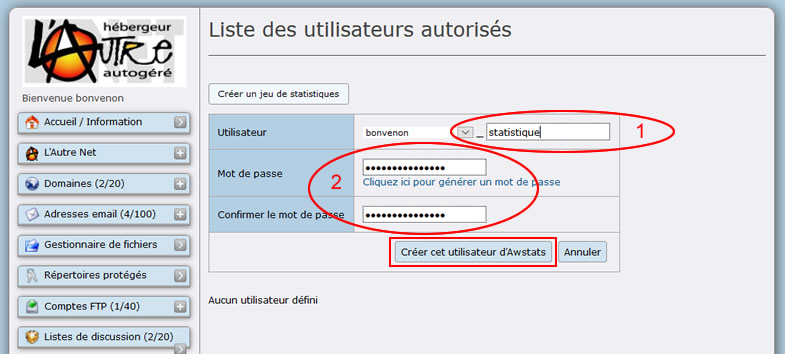 hébergeur
L'AUTRE
NET
autogéré
Bienvenue bonvenon
Accueil / Information
L'Autre Net
Domaines (2/20)
Adresses email (4/100)
Gestionnaire de fichiers
Répertoires protégés
Comptes FTP (1/40)
Listes de discussion (2/20)
Liste des utilisateurs autorisés
Créer un jeu de statistiques
Utilisateur bonvenon _ statistique 1
Mot de passe ●●●●●●●●●●●●●●●
2 Cliquez ici pour générer un mot de passe
Confirmer le mot de passe ●●●●●●●●●●●●●●●
Créer cet utilisateur d'Awstats Annuler
Aucun utilisateur défini